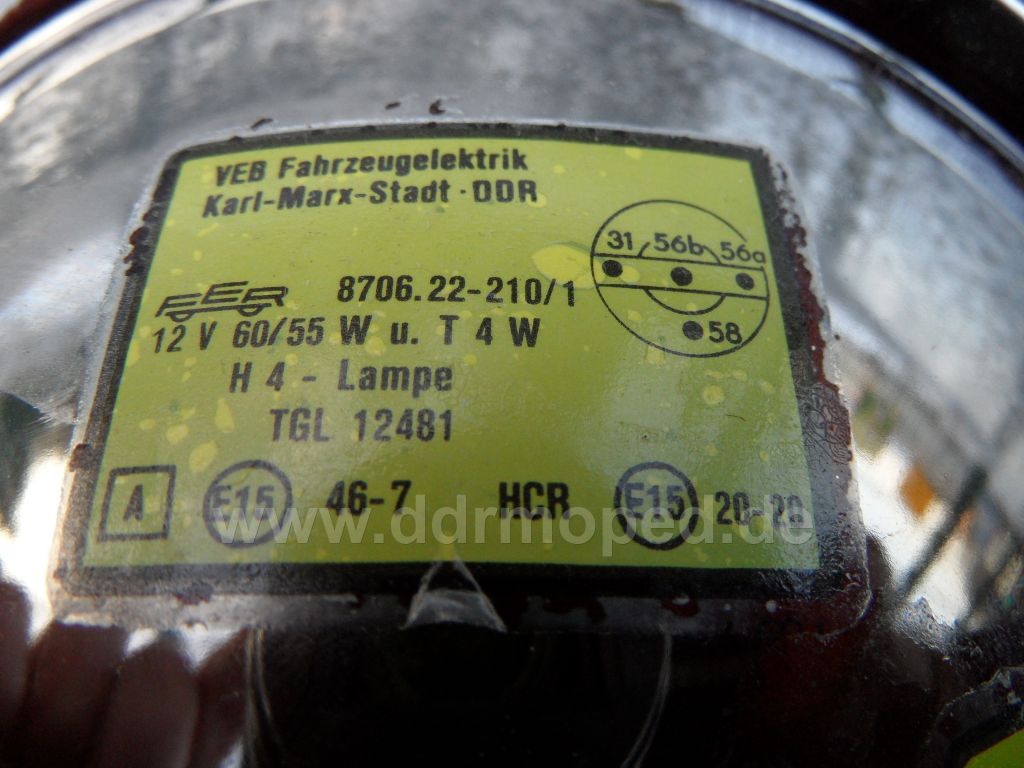 VEB Fahrzeugelektrik
Karl-Marx-Stadt · DDR
31 56b 56a
58
FER 8706.22-210/1
12 V 60/55 W u. T 4 W
H 4 - Lampe
TGL 12481
A E15 46-7 HCR E15 20-20
www.ddrmoped.de